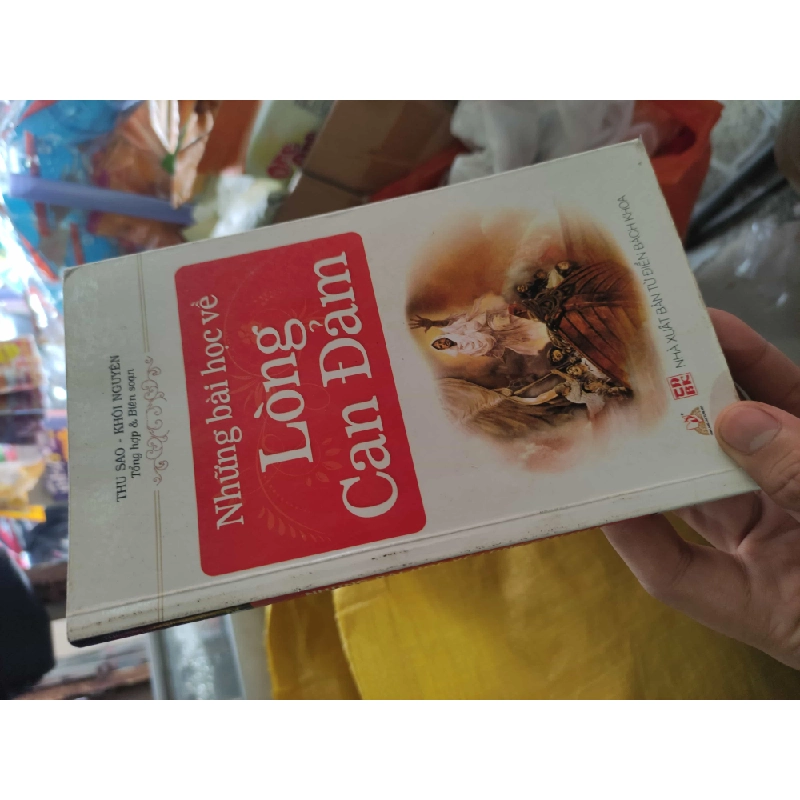 THU SAO - KHÔI NGUYÊN
Tổng hợp & Biên soạn
Những bài học về
Lòng
Can Đảm
NHÀ XUẤT BẢN TỪ ĐIỂN BÁCH KHOA